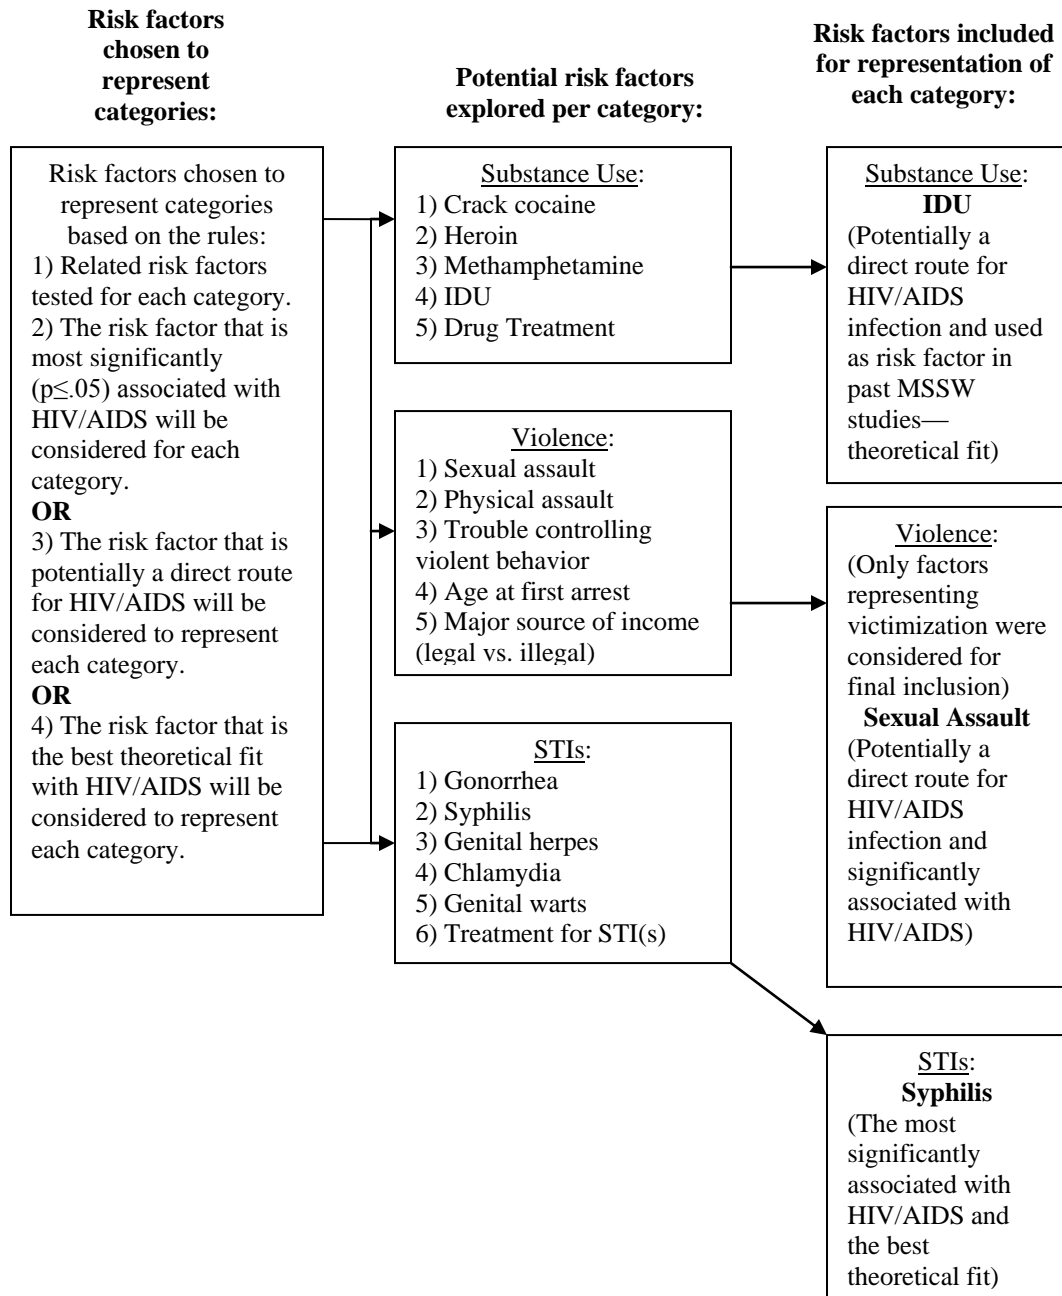 Risk factors
chosen to
represent
categories:
Risk factors chosen to
represent categories
based on the rules:
1) Related risk factors
tested for each category.
2) The risk factor that is
most significantly
(p≤.05) associated with
HIV/AIDS will be
considered for each
category.
OR
3) The risk factor that is
potentially a direct route
for HIV/AIDS will be
considered to represent
each category.
OR
4) The risk factor that is
the best theoretical fit
with HIV/AIDS will be
considered to represent
each category.
Potential risk factors
explored per category:
Substance Use:
1) Crack cocaine
2) Heroin
3) Methamphetamine
4) IDU
5) Drug Treatment
Violence:
1) Sexual assault
2) Physical assault
3) Trouble controlling
violent behavior
4) Age at first arrest
5) Major source of income
(legal vs. illegal)
STIs:
1) Gonorrhea
2) Syphilis
3) Genital herpes
4) Chlamydia
5) Genital warts
6) Treatment for STI(s)
Risk factors included
for representation of
each category:
Substance Use:
IDU
(Potentially a
direct route for
HIV/AIDS
infection and used
as risk factor in
past MSSW
studies—
theoretical fit)
Violence:
(Only factors
representing
victimization were
considered for
final inclusion)
Sexual Assault
(Potentially a
direct route for
HIV/AIDS
infection and
significantly
associated with
HIV/AIDS)
STIs:
Syphilis
(The most
significantly
associated with
HIV/AIDS and
the best
theoretical fit)